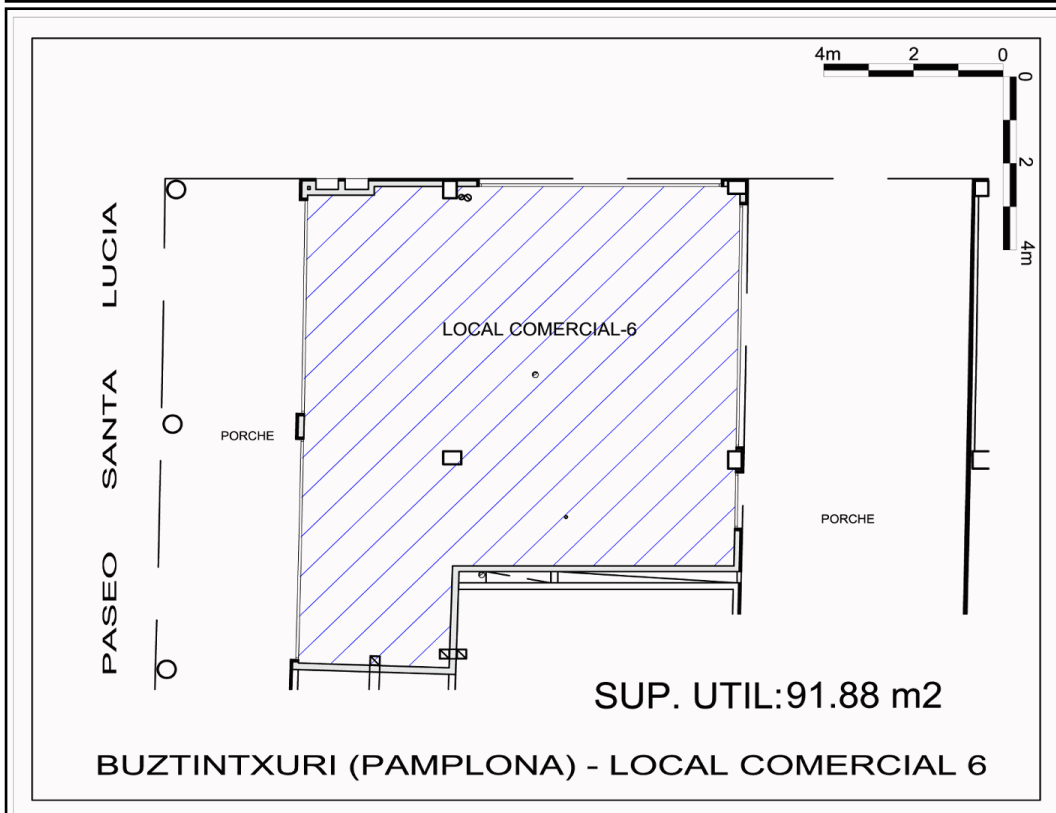 4m 2 0
0
2
4m
PASEO SANTA LUCIA
LOCAL COMERCIAL-6
PORCHE
PORCHE
SUP. UTIL:91.88 m2
BUZTINTXURI (PAMPLONA) - LOCAL COMERCIAL 6